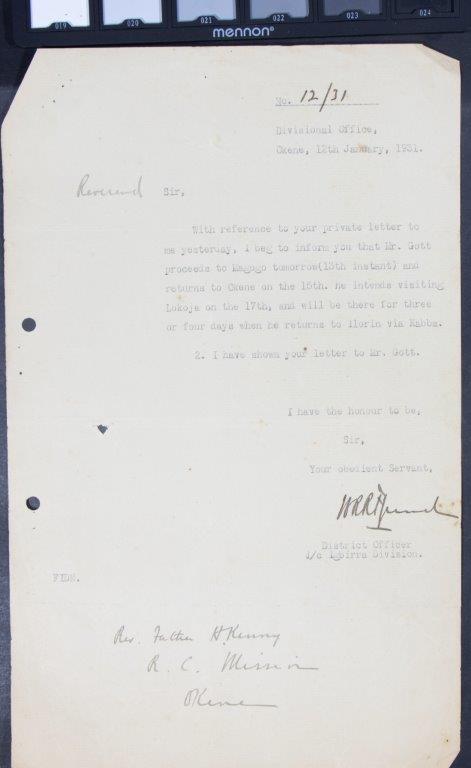 019 020 021 022 023 024
mennon®
No. 12/31
Divisional Office,
Okene, 12th January, 1931.
Reverend Sir,
With reference to your private letter to
me yesterday, I beg to inform you that Mr. Gott
proceeds to Magogo tomorrow(13th instant) and
returns to Okene on the 15th. he intends visiting
Lokoja on the 17th, and will be there for three
or four days when he returns to Ilorin via Kabba.
2. I have shown your letter to Mr. Gott.
I have the honour to be,
Sir,
Your obedient Servant,
District Officer
i/c Igbirra Division.
FIDE.
Rev. Father H. Kenny
R. C. Mission
Okene